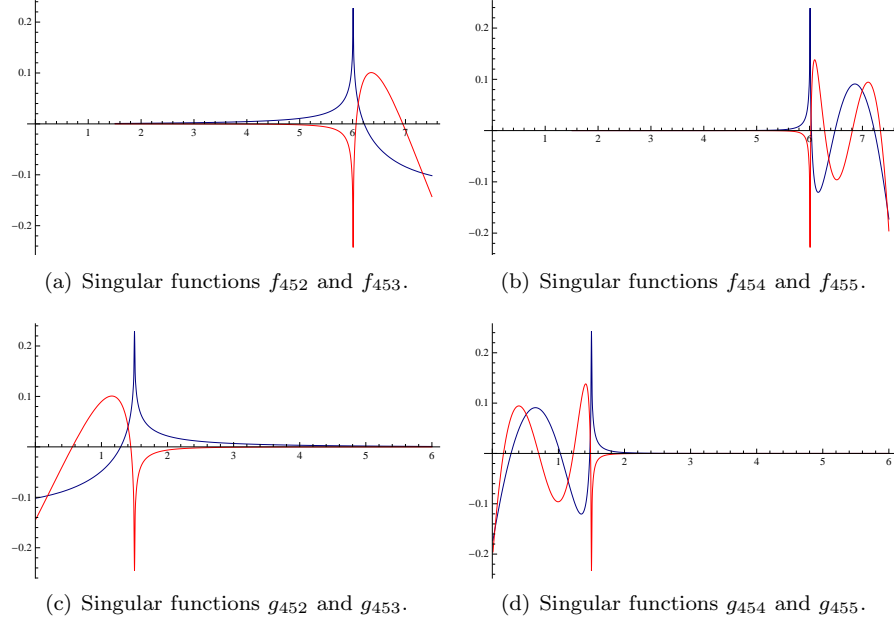 0.2
0.1
−0.1
−0.2
1 2 3 4 5 6 7
0.2
0.1
−0.1
−0.2
1 2 3 4 5 6 7
(a) Singular functions f452 and f453.
(b) Singular functions f454 and f455.
0.2
0.1
−0.1
−0.2
1 2 3 4 5 6
0.2
0.1
−0.1
−0.2
1 2 3 4 5 6
(c) Singular functions g452 and g453.
(d) Singular functions g454 and g455.